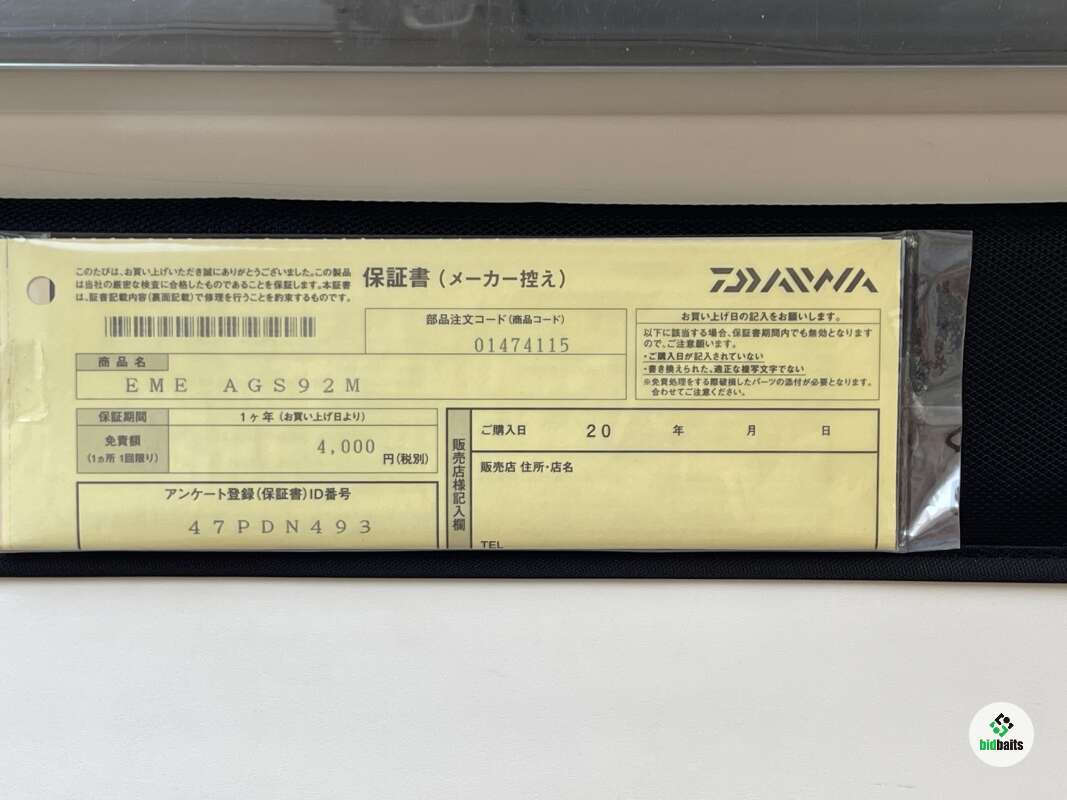 このたびは、お買い上げいただき誠にありがとうございました。この製品
は当社の厳密な検査に合格したものであることを保証します。本証書
は、証書記載内容(裏面記載)で修理を行うことを約束するものです。
保証書(メーカー控え)
DAIWA
部品注文コード(商品コード)
01474115
商品名
EME AGS92M
お買い上げ日の記入をお願いします。
以下に該当する場合、保証書期間内でも無効となります
ので、ご注意願います。
・ご購入日が記入されていない
・書き換えられた、適正な複写文字でない
※免費処理をする際破損したパーツの添付が必要となります。
合わせてご注意ください。
保証期間
1ヶ年(お買い上げ日より)
免責額
(1ヵ所1回限り)
4,000
円(税別)
アンケート登録(保証書)ID番号
47PDN493
販売店様記入欄
ご購入日 20 年 月 日
販売店 住所・店名
TEL
bidbaits